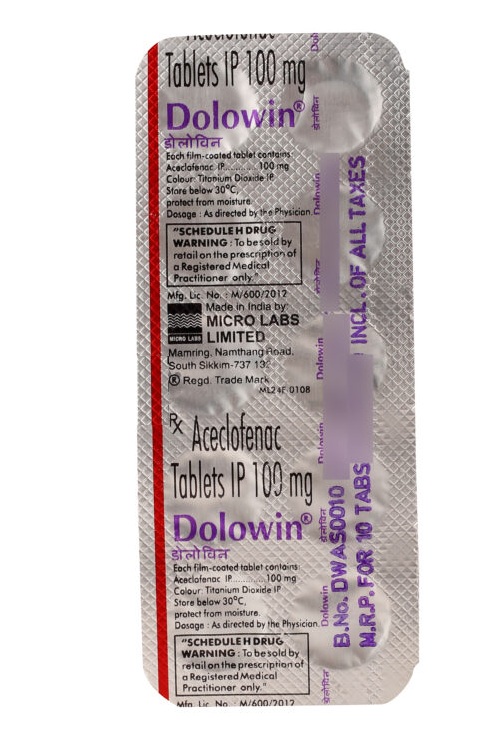 Aceclofenac
Tablets IP 100 mg
Dolowin®
डोलोविन
Each film-coated tablet contains:
Aceclofenac IP............100 mg
Colour: Titanium Dioxide IP
Store below 30°C,
protect from moisture.
Dosage : As directed by the Physician.
"SCHEDULE H DRUG
WARNING : To be sold by
retail on the prescription of
a Registered Medical
Practitioner only."
Mfg. Lic. No. : M/600/2012
Made in India by:
MICRO LABS
LIMITED
MICRO LABS
Mamring, Namthang Road,
South Sikkim-737 132
® Regd. Trade Mark
ML24F-0108
Rx Aceclofenac
Tablets IP 100 mg
Dolowin®
डोलोविन
Each film-coated tablet contains:
Aceclofenac IP............100 mg
Colour: Titanium Dioxide IP
Store below 30°C,
protect from moisture.
Dosage : As directed by the Physician.
"SCHEDULE H DRUG
WARNING : To be sold by
retail on the prescription of
a Registered Medical
Practitioner only."
Mfg. Lic. No. : M/600/2012
डोलोविन
Dolowin
डोलोविन
Dolowin
Dolowin
डोलोविन
Dolowin
डोलोविन
B.No. DWAS0010
INCL. OF ALL TAXES
M.R.P. FOR 10 TABS